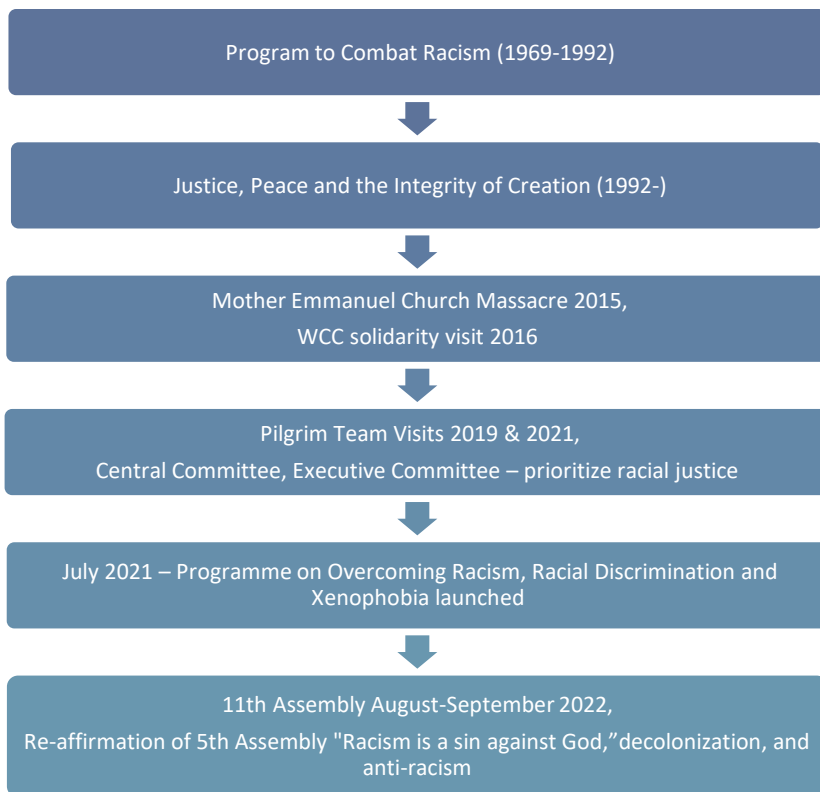 Program to Combat Racism (1969-1992)
Justice, Peace and the Integrity of Creation (1992-)
Mother Emmanuel Church Massacre 2015,
WCC solidarity visit 2016
Pilgrim Team Visits 2019 & 2021,
Central Committee, Executive Committee – prioritize racial justice
July 2021 – Programme on Overcoming Racism, Racial Discrimination and
Xenophobia launched
11th Assembly August-September 2022,
Re-affirmation of 5th Assembly "Racism is a sin against God,”decolonization, and
anti-racism